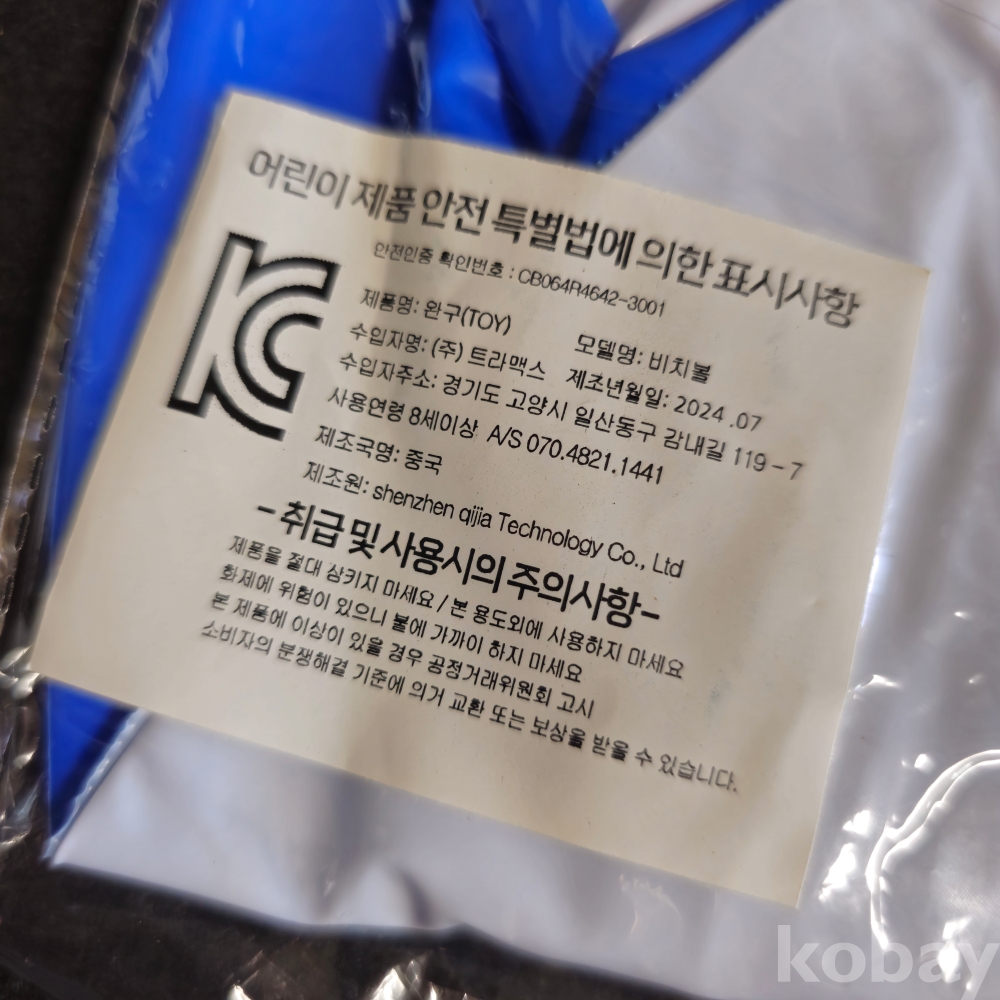 어린이 제품 안전 특별법에 의한 표시사항
안전인증 확인번호 : CB064R4642-3001
KC
제품명: 완구(TOY) 모델명: 비치볼
수입자명: (주) 트라맥스 제초년월일: 2024 .07
수입자주소: 경기도 고양시 일산동구 감내길 119 - 7
사용연령 8세이상 A/S 070.4821.1441
제조국명: 중국
제조원: shenzhen qijia Technology Co., Ltd
- 취급 및 사용시의 주의사항 -
제품을 절대 삼키지 마세요 / 본 용도외에 사용하지 마세요
화제에 위험이 있으니 불에 가까이 하지 마세요
본 제품에 이상이 있을 경우 공정거래위원회 고시
소비자의 분쟁해결 기준에 의거 교환 또는 보상을 받을 수 있습니다.
kobay